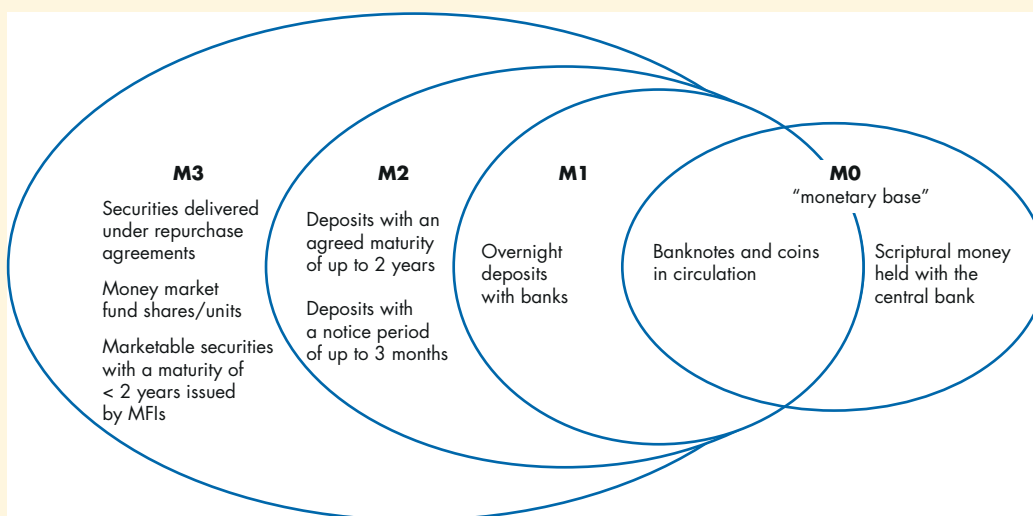 M3
Securities delivered
under repurchase
agreements
Money market
fund shares/units
Marketable securities
with a maturity of
< 2 years issued
by MFIs
M2
Deposits with an
agreed maturity
of up to 2 years
Deposits with
a notice period
of up to 3 months
M1
Overnight
deposits
with banks
M0
“monetary base”
Banknotes and coins
in circulation
Scriptural money
held with the
central bank